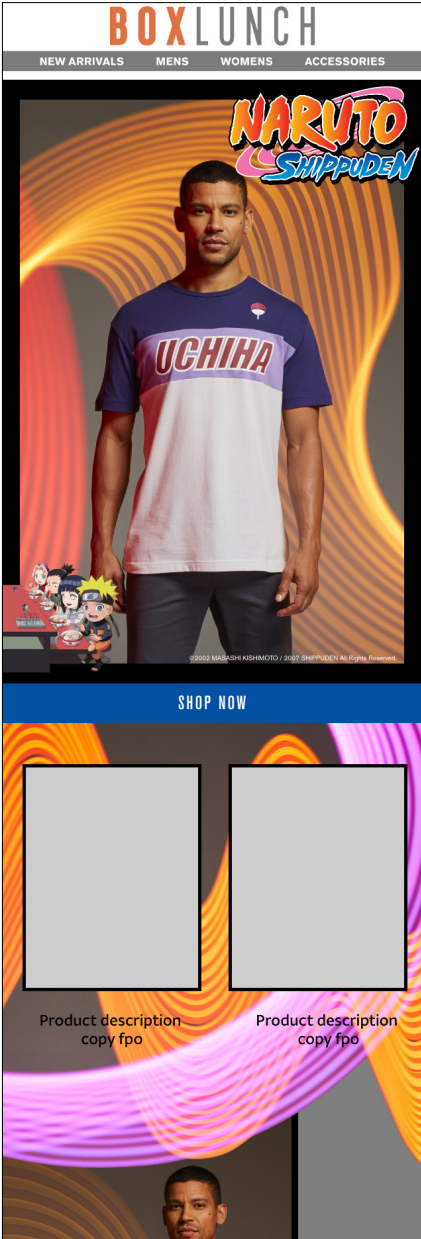 BOXLUNCH
NEW ARRIVALS MENS WOMENS ACCESSORIES
NARUTO
SHIPPUDEN
UCHIHA
©2002 MASASHI KISHIMOTO / 2007 SHIPPUDEN All Rights Reserved.
SHOP NOW
Product description
copy fpo
Product description
copy fpo